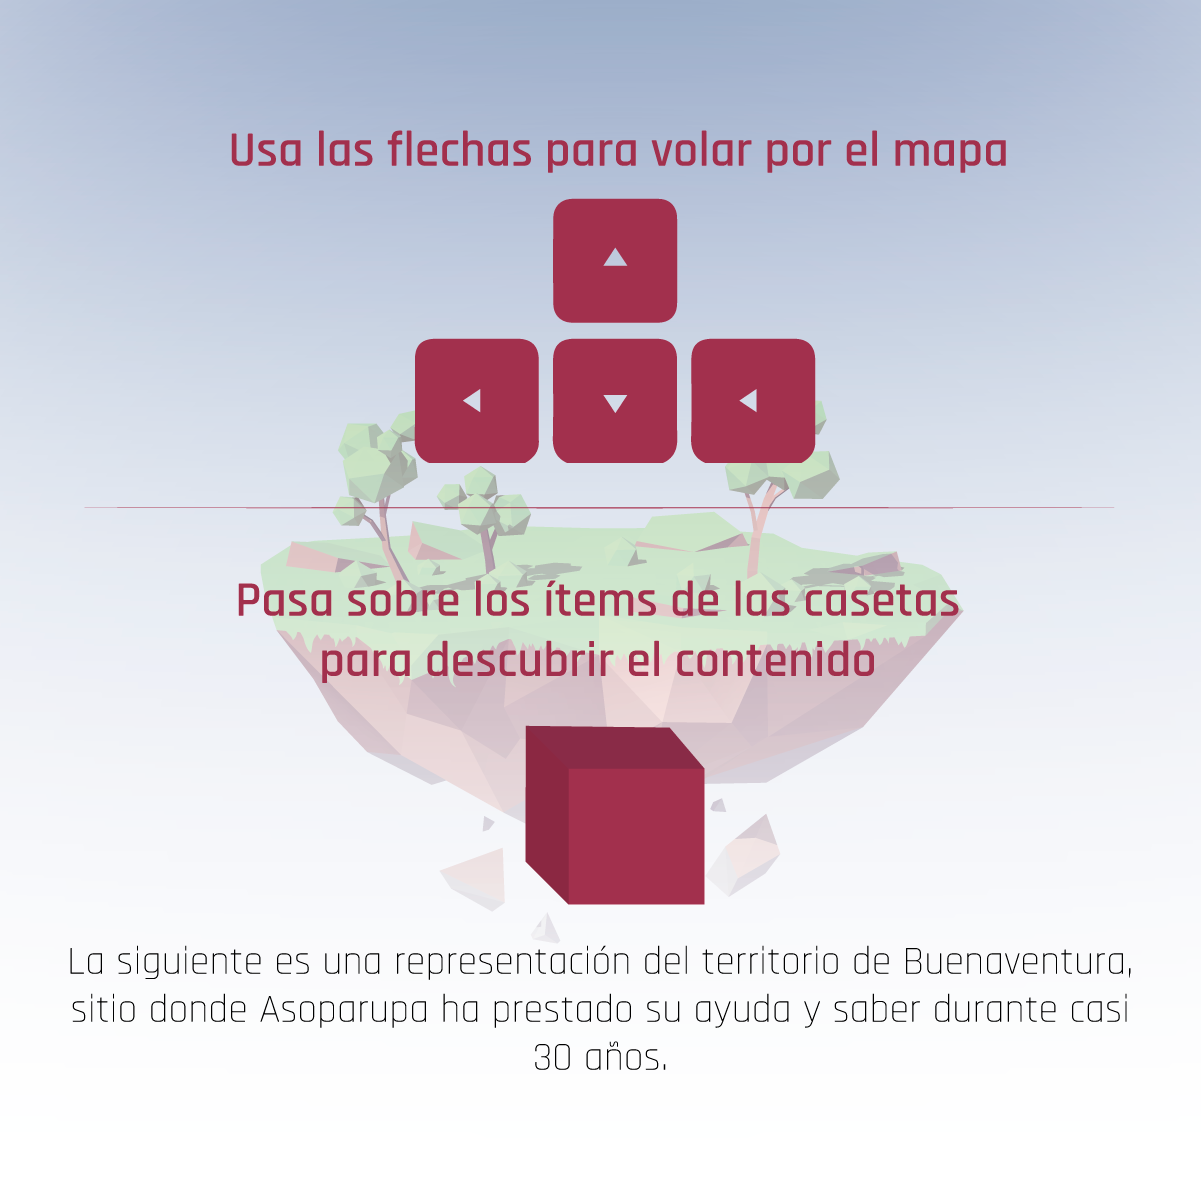 Usa las flechas para volar por el mapa
Pasa sobre los ítems de las casetas
para descubrir el contenido
La siguiente es una representación del territorio de Buenaventura,
sitio donde Asoparupa ha prestado su ayuda y saber durante casi
30 años.